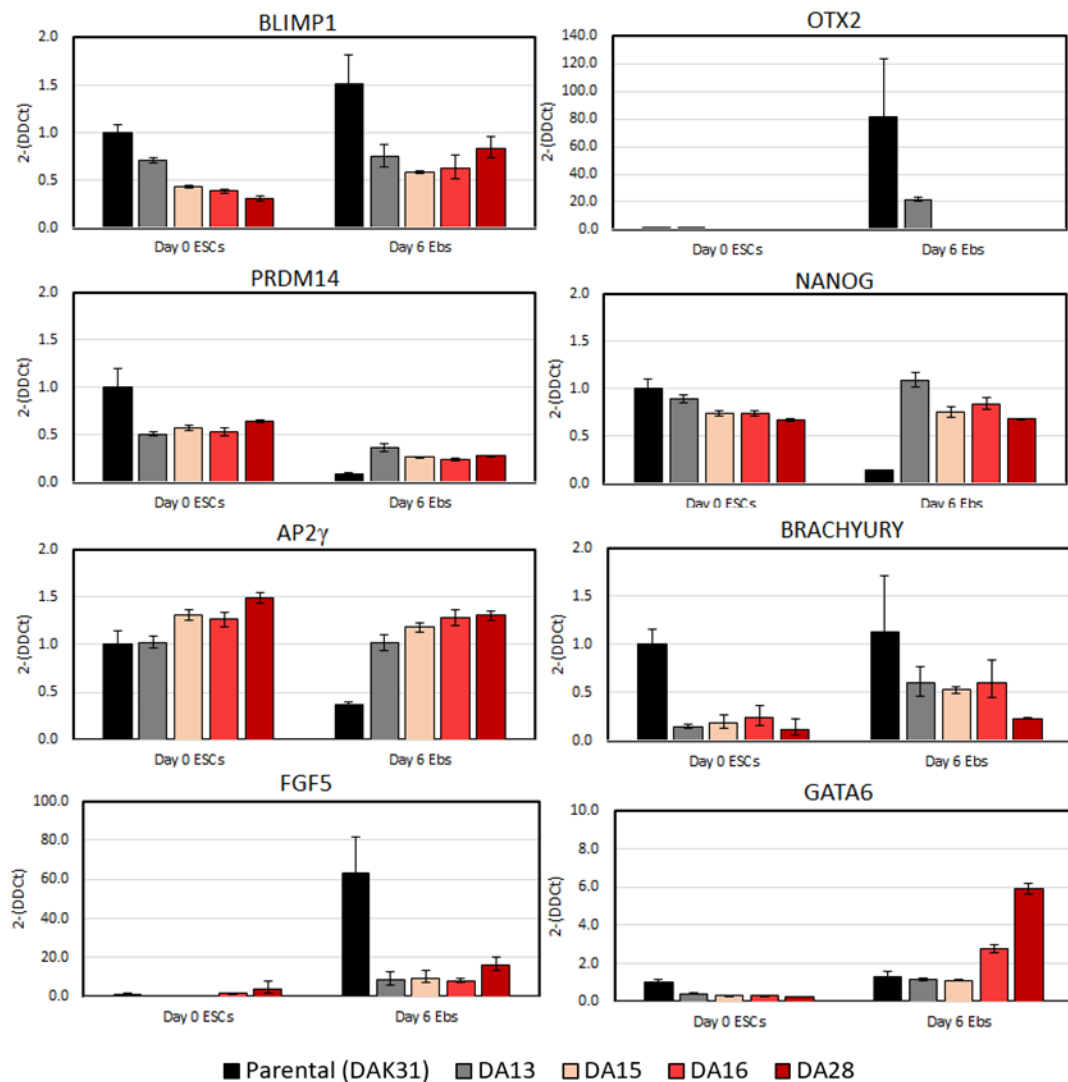 BLIMP1
2-(DDCt)
2.0
1.5
1.0
0.5
0.0
Day 0 ESCs Day 6 Ebs
OTX2
2-(DDCt)
140.0
120.0
100.0
80.0
60.0
40.0
20.0
0.0
Day 0 ESCs Day 6 Ebs
PRDM14
2-(DDCt)
2.0
1.5
1.0
0.5
0.0
Day 0 ESCs Day 6 Ebs
NANOG
2-(DDCt)
2.0
1.5
1.0
0.5
0.0
Day 0 ESCs Day 6 Ebs
AP2γ
2-(DDCt)
2.0
1.5
1.0
0.5
0.0
Day 0 ESCs Day 6 Ebs
BRACHYURY
2-(DDCt)
2.0
1.5
1.0
0.5
0.0
Day 0 ESCs Day 6 Ebs
FGF5
2-(DDCt)
100.0
80.0
60.0
40.0
20.0
0.0
Day 0 ESCs Day 6 Ebs
GATA6
2-(DDCt)
10.0
8.0
6.0
4.0
2.0
0.0
Day 0 ESCs Day 6 Ebs
Parental (DAK31) DA13 DA15 DA16 DA28